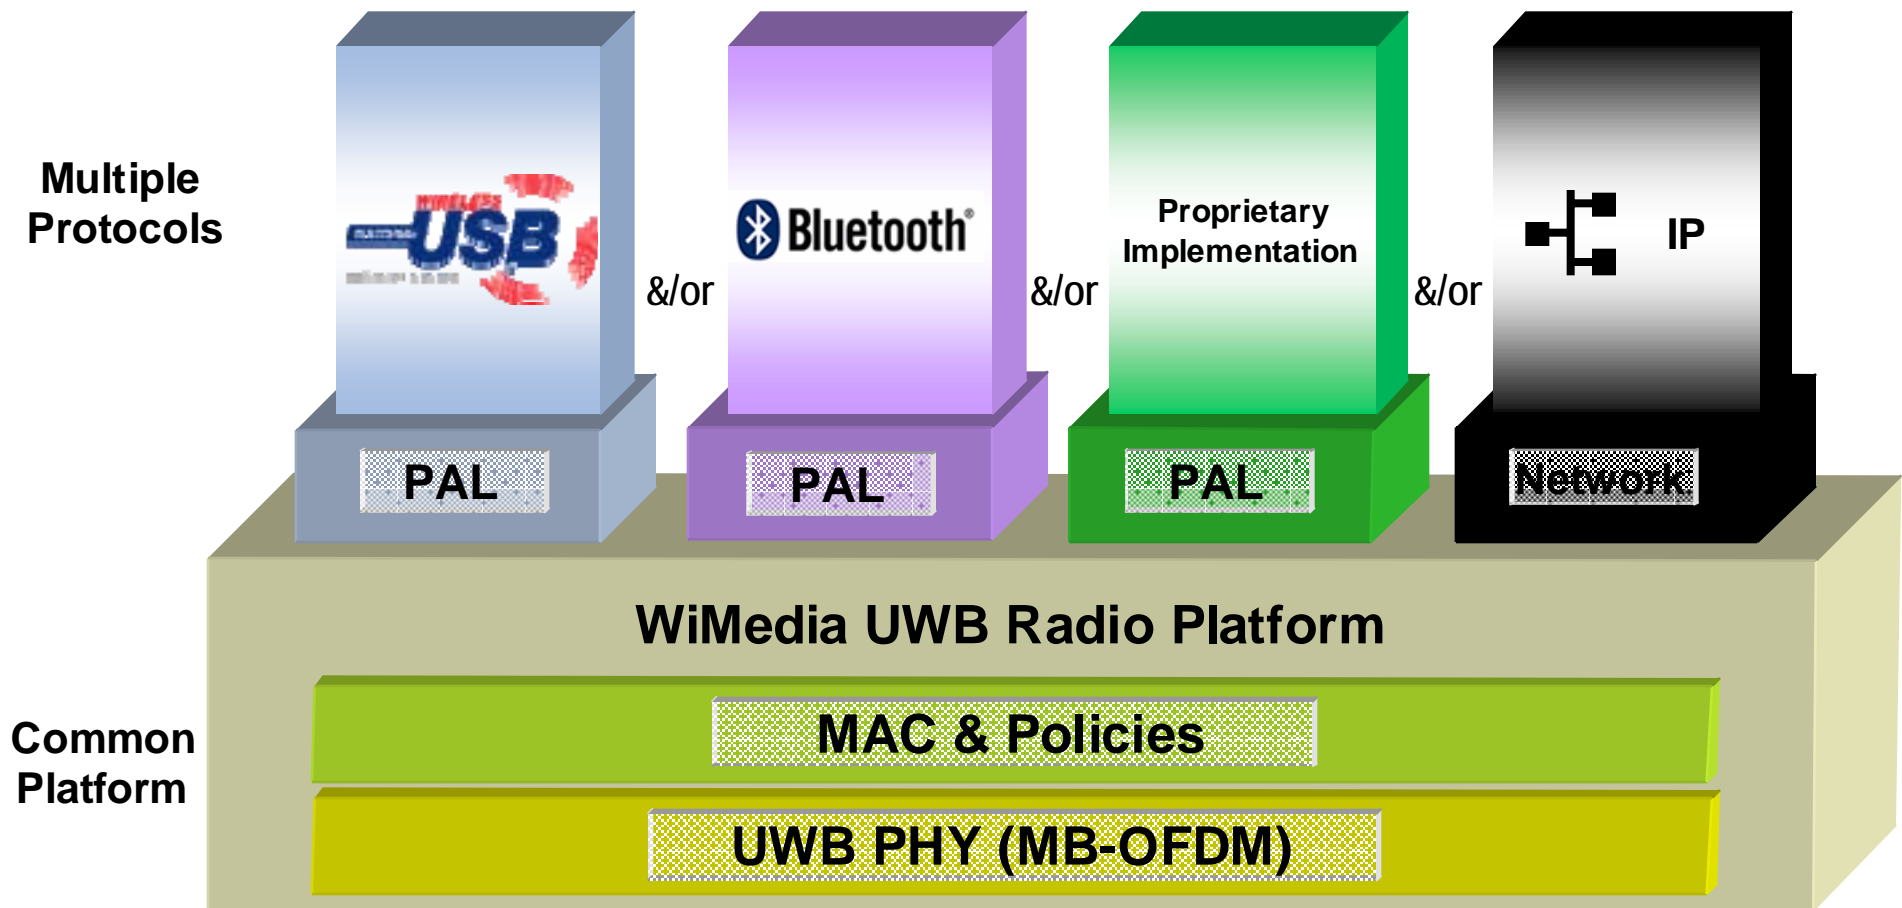 Multiple
Protocols
WIRELESS
USB
&/or
Bluetooth®
&/or
Proprietary
Implementation
&/or
IP
PAL
PAL
PAL
Network
WiMedia UWB Radio Platform
Common
Platform
MAC & Policies
UWB PHY (MB-OFDM)